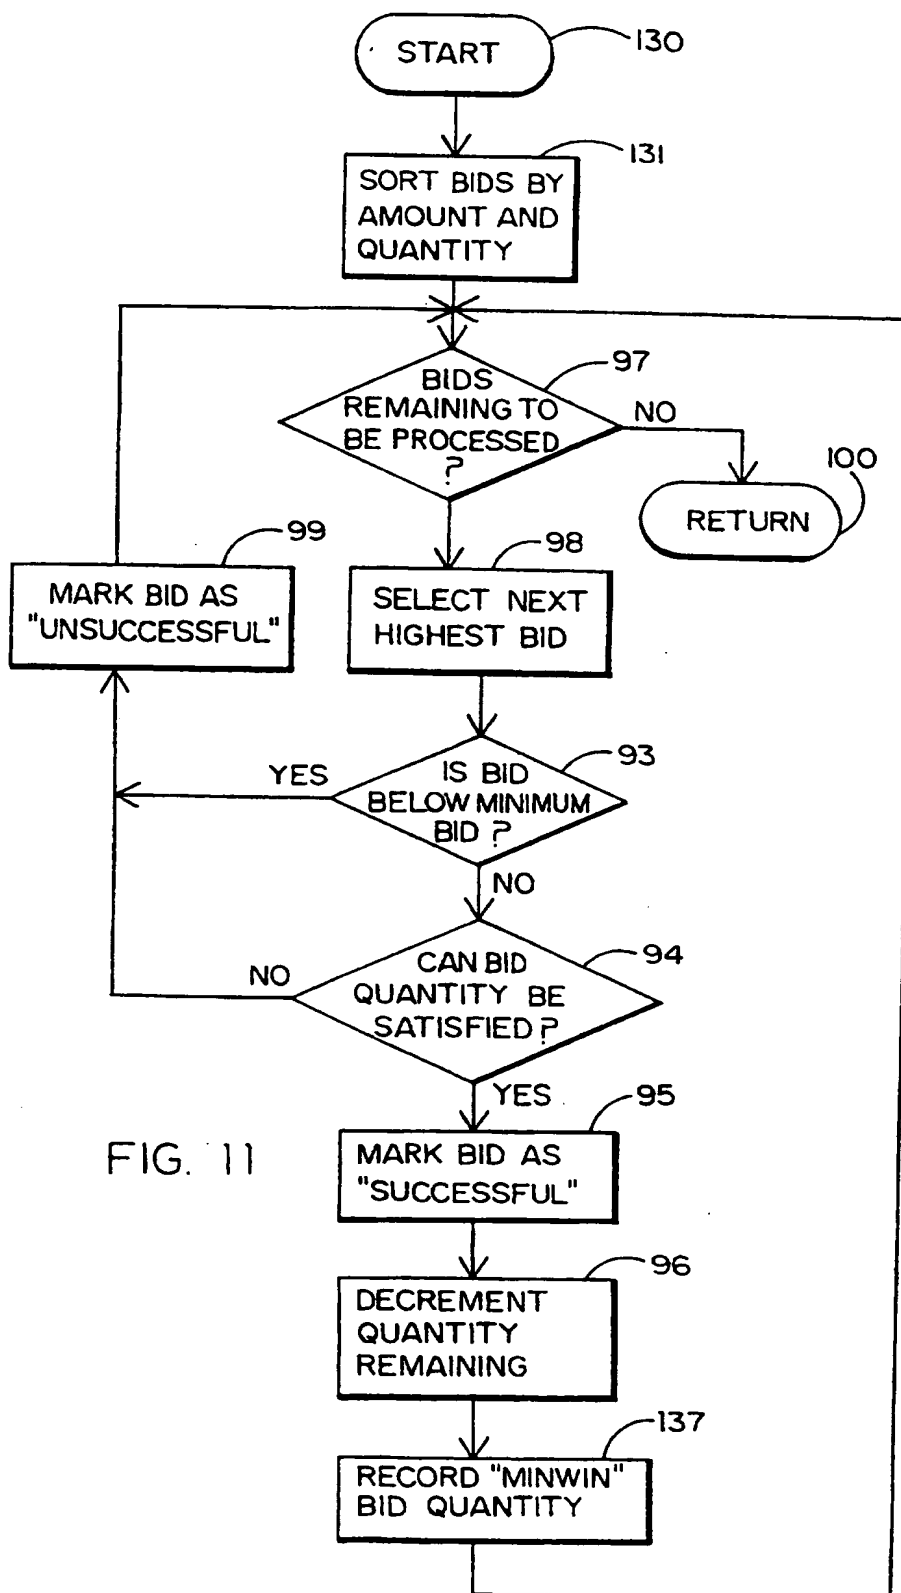 START
130
131
SORT BIDS BY
AMOUNT AND
QUANTITY
97
BIDS
REMAINING TO
BE PROCESSED
?
NO
100
RETURN
99
MARK BID AS
"UNSUCCESSFUL"
98
SELECT NEXT
HIGHEST BID
93
YES
IS BID
BELOW MINIMUM
BID ?
NO
94
NO
CAN BID
QUANTITY BE
SATISFIED ?
YES
95
FIG. 11
MARK BID AS
"SUCCESSFUL"
96
DECREMENT
QUANTITY
REMAINING
137
RECORD "MINWIN"
BID QUANTITY